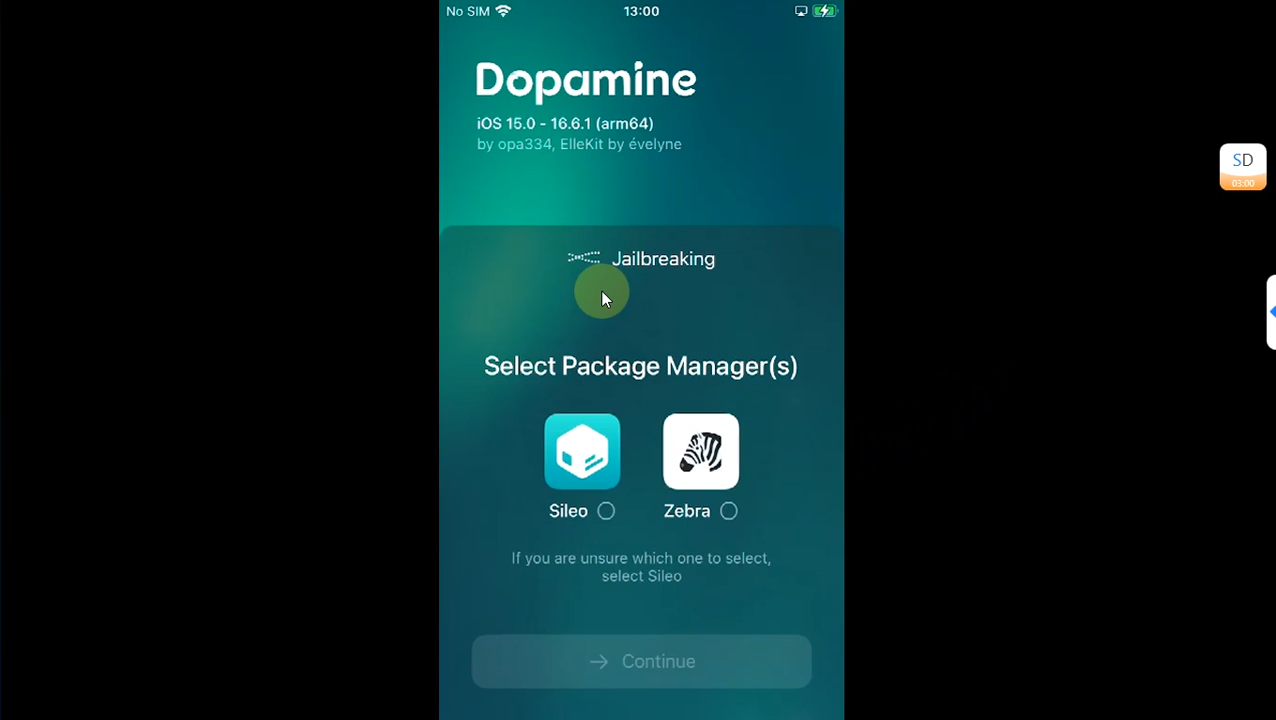 No SIM
13:00
Dopamine
iOS 15.0 - 16.6.1 (arm64)
by opa334, ElleKit by évelyne
SD
03:00
Jailbreaking
Select Package Manager(s)
Sileo
Zebra
If you are unsure which one to select,
select Sileo
Continue